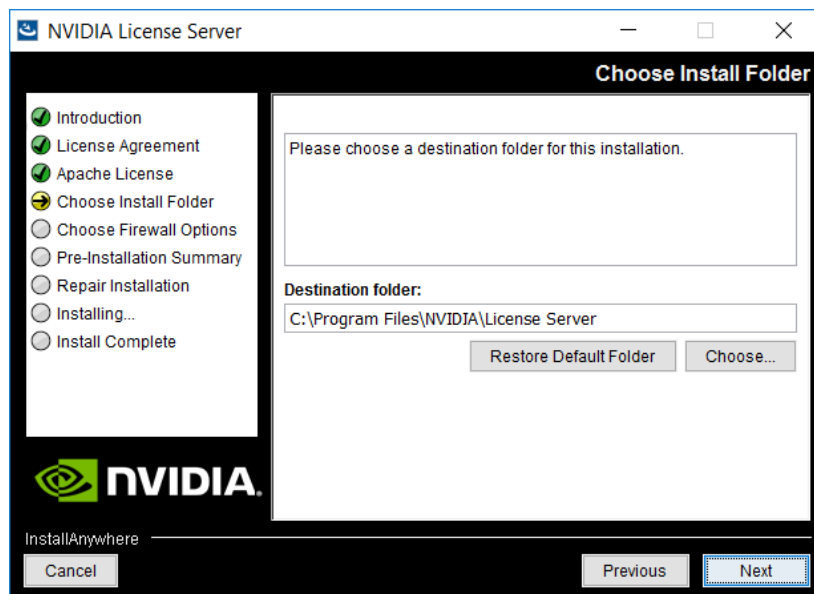 NVIDIA License Server
Choose Install Folder
Introduction
License Agreement
Apache License
Choose Install Folder
Choose Firewall Options
Pre-Installation Summary
Repair Installation
Installing...
Install Complete
Please choose a destination folder for this installation.
Destination folder:
C:\Program Files\NVIDIA\License Server
Restore Default Folder
Choose...
NVIDIA.
InstallAnywhere
Cancel
Previous
Next